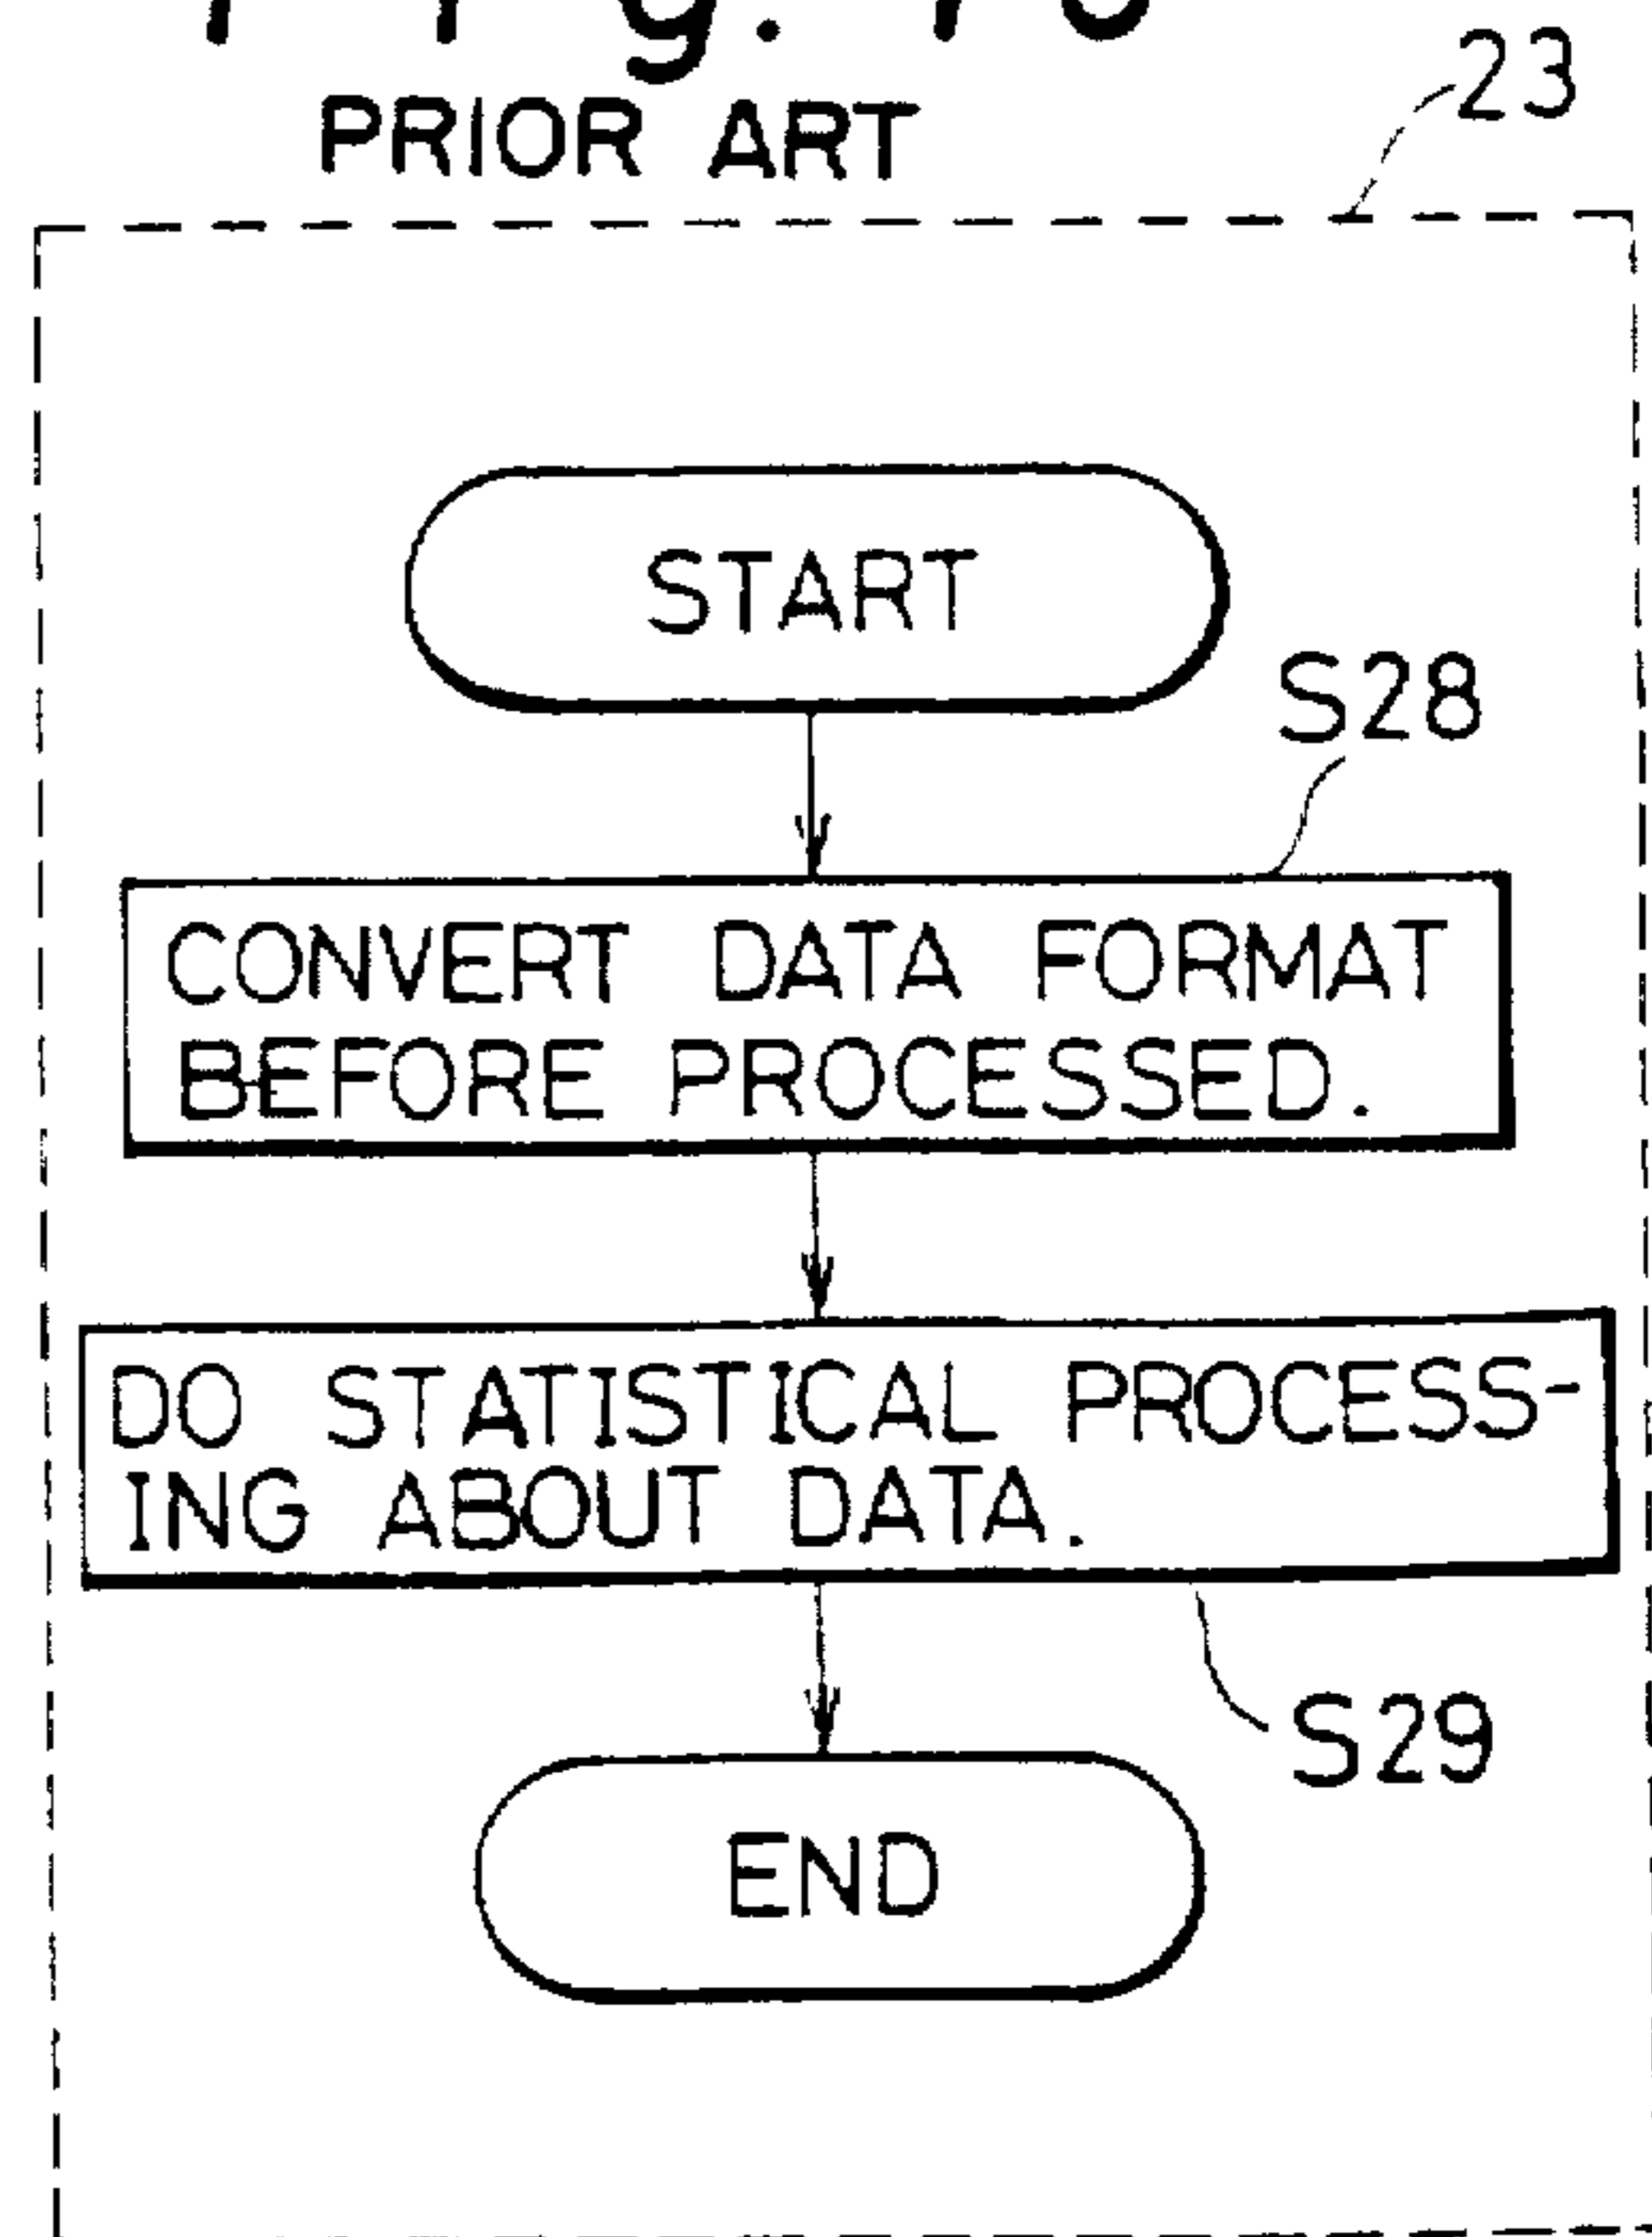 PRIOR ART
23
START
S28
CONVERT DATA FORMAT
BEFORE PROCESSED.
DO STATISTICAL PROCESS-
ING ABOUT DATA.
S29
END